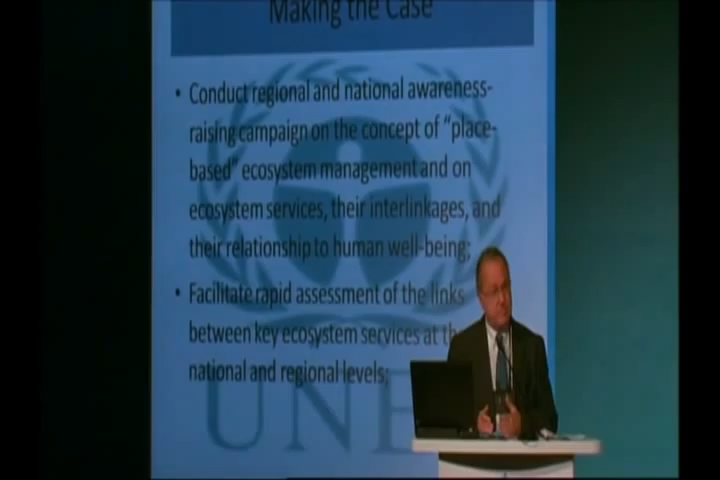 Making the Case
• Conduct regional and national awareness-
raising campaign on the concept of "place-
based" ecosystem management and on
ecosystem services, their interlinkages, and
their relationship to human well-being;
• Facilitate rapid assessment of the links
between key ecosystem services at
national and regional levels;
UNE